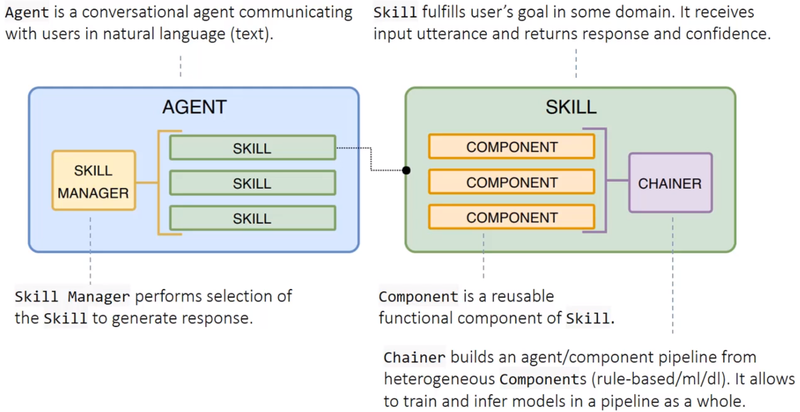 Agent is a conversational agent communicating
with users in natural language (text).
Skill fulfills user's goal in some domain. It receives
input utterance and returns response and confidence.
AGENT
SKILL
MANAGER
SKILL
SKILL
SKILL
SKILL
COMPONENT
COMPONENT
COMPONENT
CHAINER
Skill Manager performs selection of
the Skill to generate response.
Component is a reusable
functional component of Skill.
Chainer builds an agent/component pipeline from
heterogeneous Components (rule-based/ml/dl). It allows
to train and infer models in a pipeline as a whole.